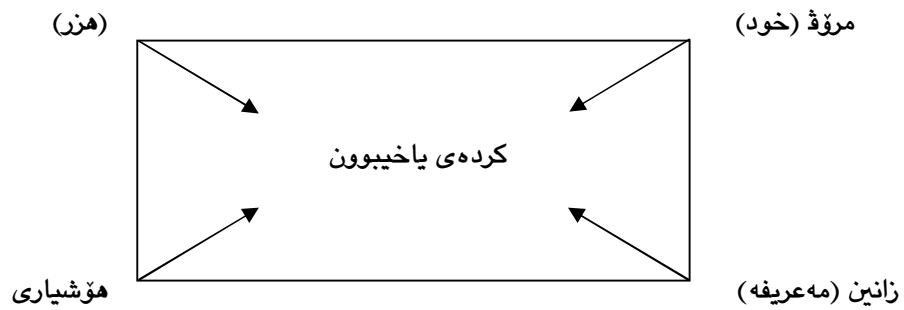 مرۆڤ (خود)
(هزر)
کردەی یاخیبوون
زانین (مەعریفە)
هۆشیاری